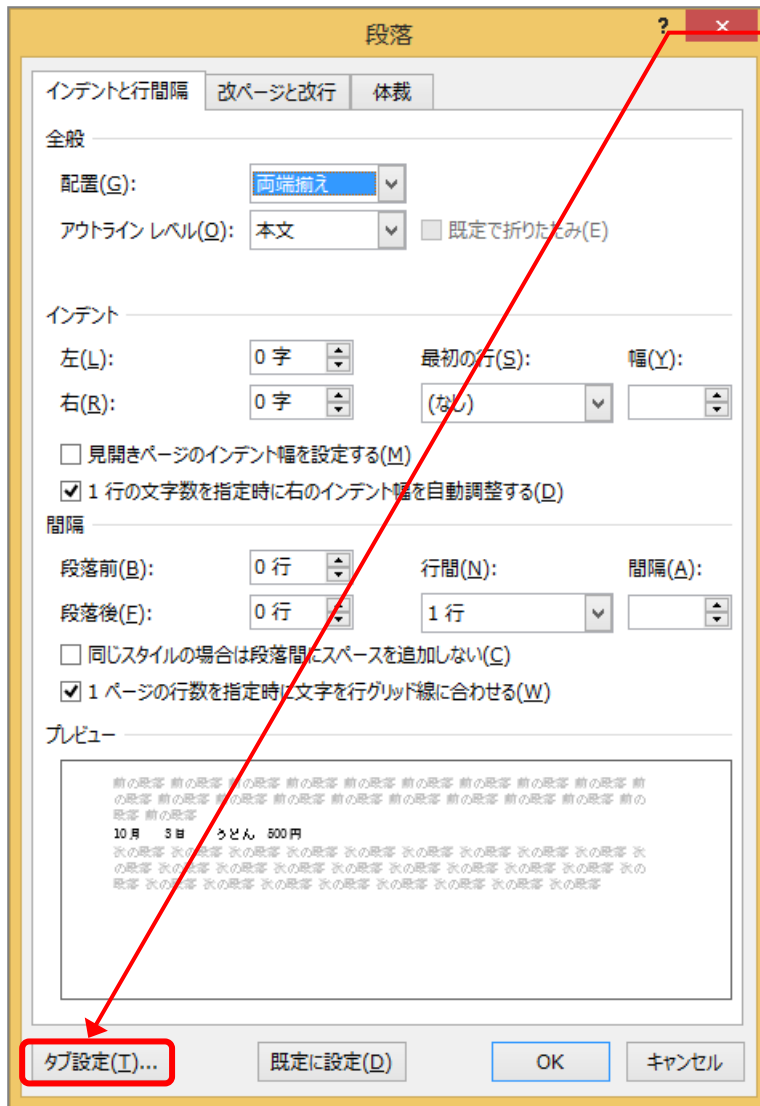 段落
? ×
インデントと行間隔 改ページと改行 体裁
全般
配置(G): 両端揃え
アウトライン レベル(O): 本文 既定で折りたたみ(E)
インデント
左(L): 0 字 最初の行(S): 幅(Y):
右(R): 0 字 (なし)
見開きページのインデント幅を設定する(M)
1 行の文字数を指定時に右のインデント幅を自動調整する(D)
間隔
段落前(B): 0 行 行間(N): 間隔(A):
段落後(F): 0 行 1 行
同じスタイルの場合は段落間にスペースを追加しない(C)
1 ページの行数を指定時に文字を行グリッド線に合わせる(W)
プレビュー
前の段落 前の段落 前の段落 前の段落 前の段落 前の段落 前の段落 前の段落 前の段落 前
の段落 前の段落 前の段落 前の段落 前の段落 前の段落 前の段落 前の段落 前の段落 前の
段落 前の段落
10月 3日 うどん 500円
次の段落 次の段落 次の段落 次の段落 次の段落 次の段落 次の段落 次の段落 次の段落 次
の段落 次の段落 次の段落 次の段落 次の段落 次の段落 次の段落 次の段落 次の段落 次の
段落 次の段落 次の段落 次の段落 次の段落 次の段落 次の段落 次の段落 次の段落
タブ設定(T)... 既定に設定(D) OK キャンセル